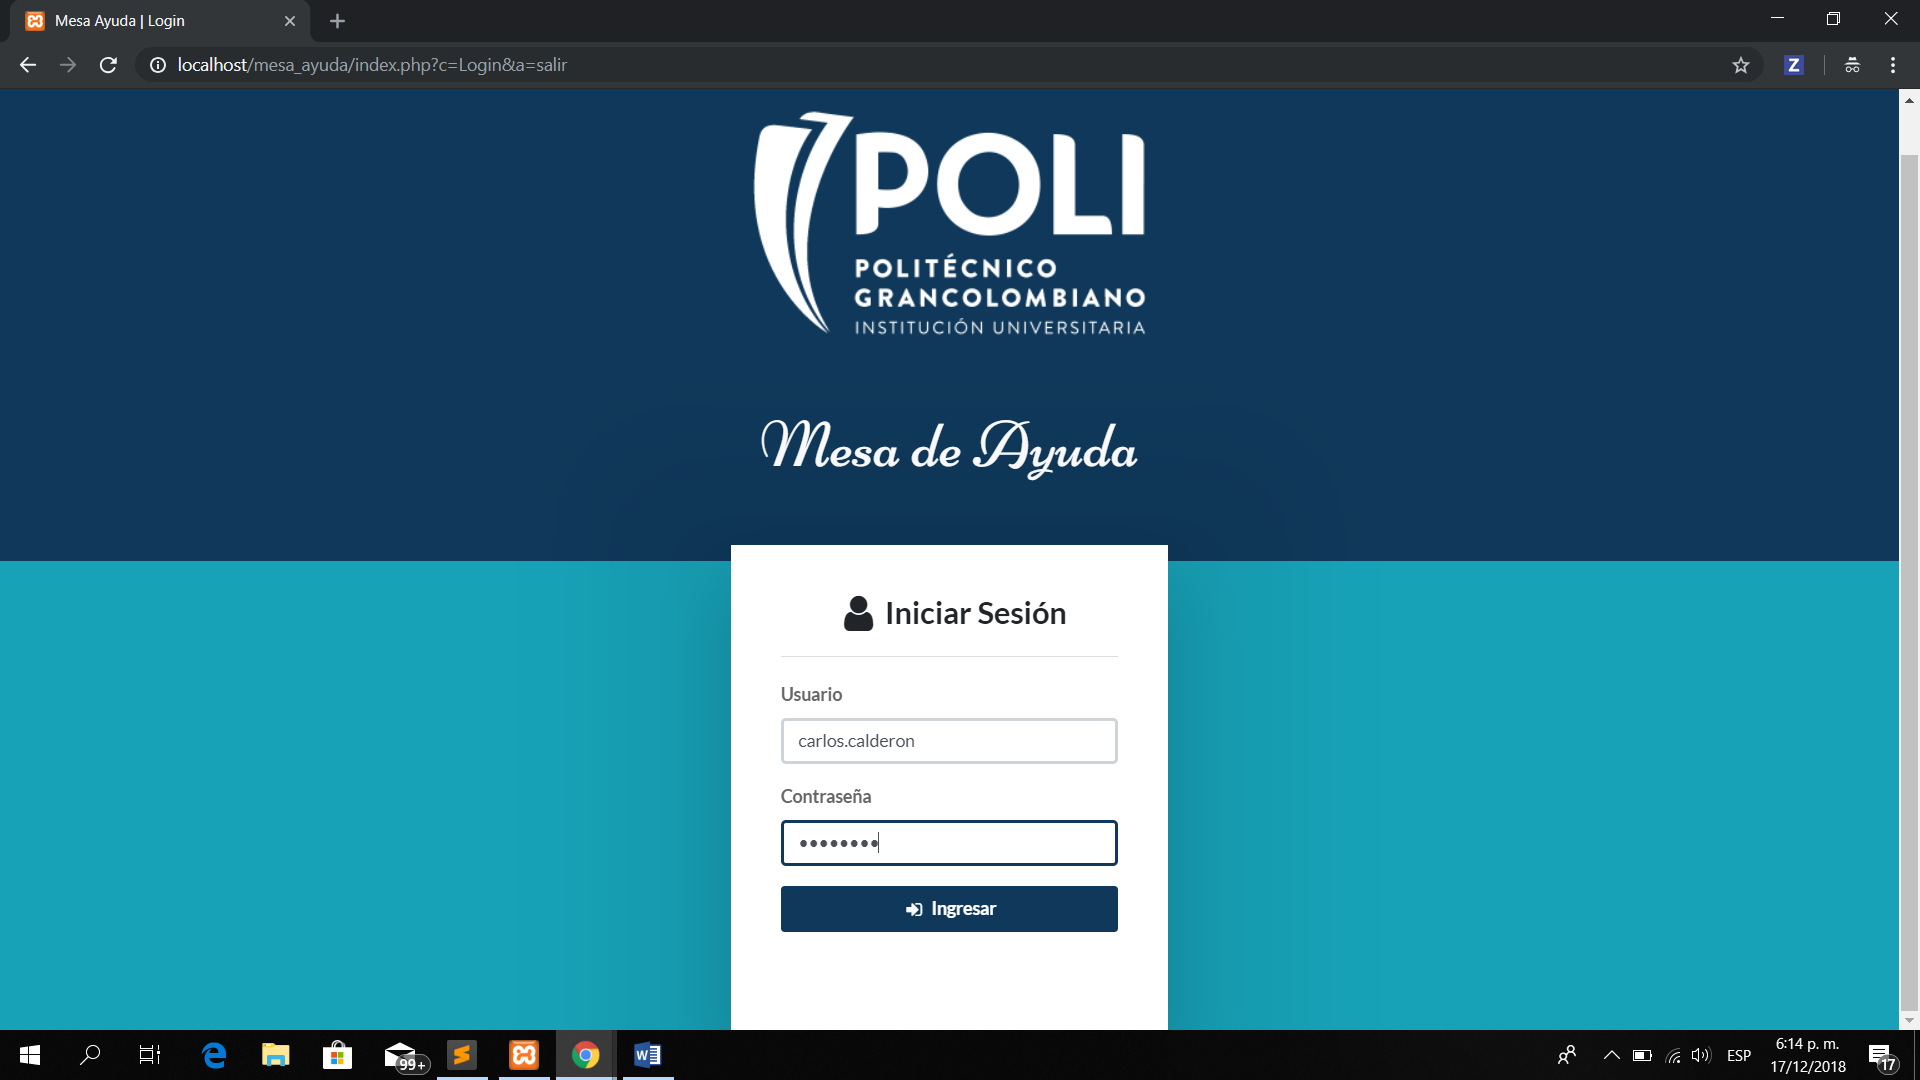 Mesa Ayuda | Login
localhost/mesa_ayuda/index.php?c=Login&a=salir
Z
POLI
POLITÉCNICO
GRANCOLOMBIANO
INSTITUCIÓN UNIVERSITARIA
Mesa de Ayuda
Iniciar Sesión
Usuario
carlos.calderon
Contraseña
••••••••
Ingresar
99+
ESP
6:14 p. m.
17/12/2018
17